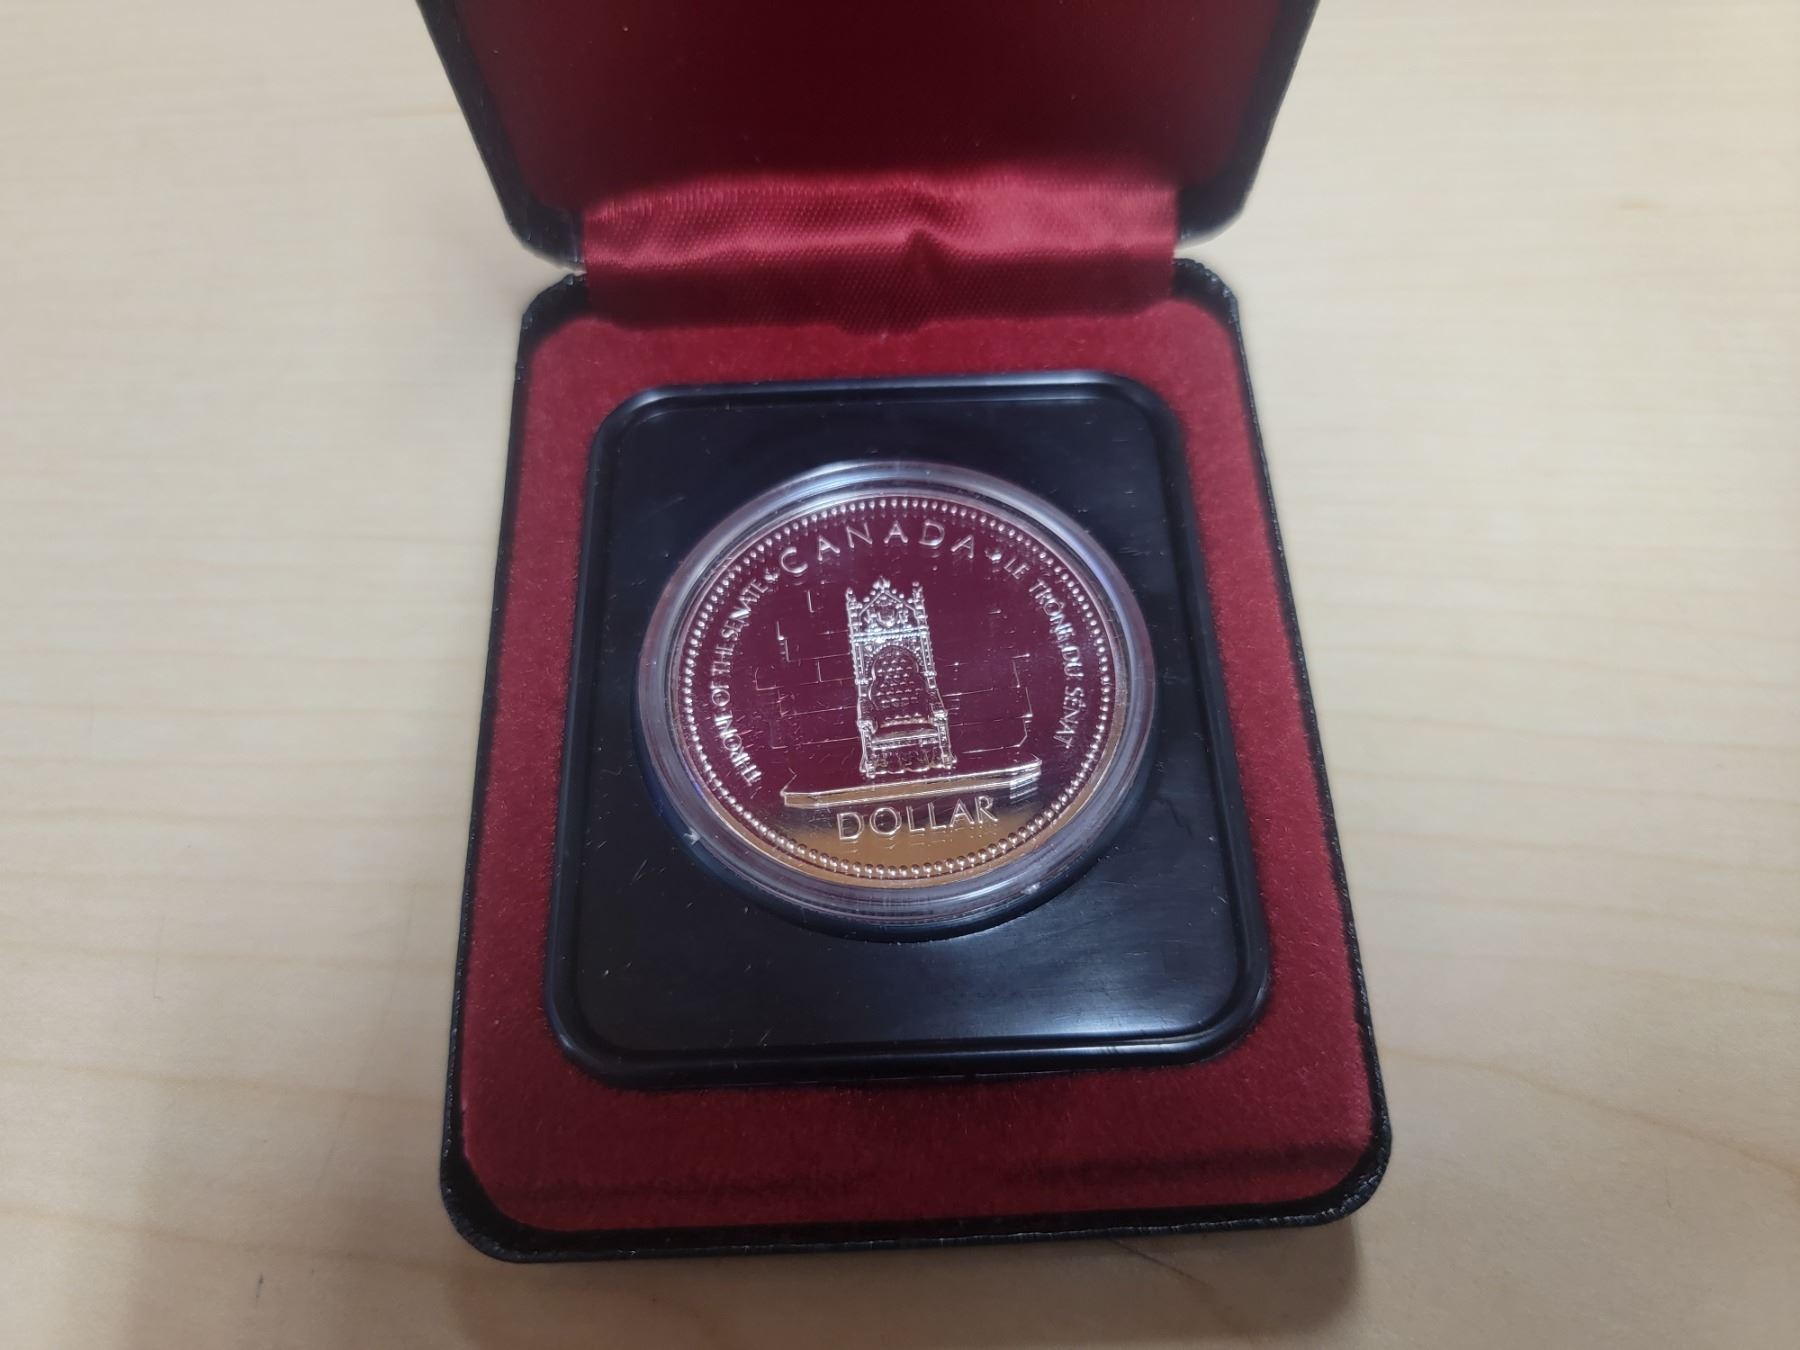 CANADA
THRONE OF THE SENATE
LE TRÔNE DU SÉNAT
DOLLAR